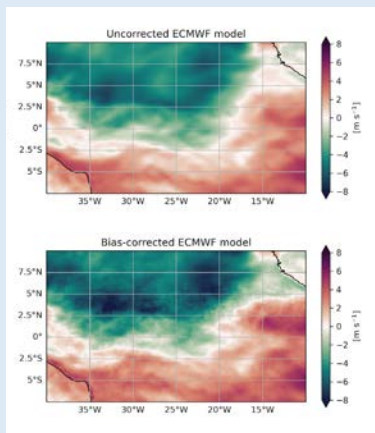 Uncorrected ECMWF model
7.5°N
5°N
2.5°N
0°
2.5°S
5°S
35°W 30°W 25°W 20°W 15°W
8
6
4
2
0
−2
−4
−6
−8
[m s⁻¹]
Bias-corrected ECMWF model
7.5°N
5°N
2.5°N
0°
2.5°S
5°S
35°W 30°W 25°W 20°W 15°W
8
6
4
2
0
−2
−4
−6
−8
[m s⁻¹]